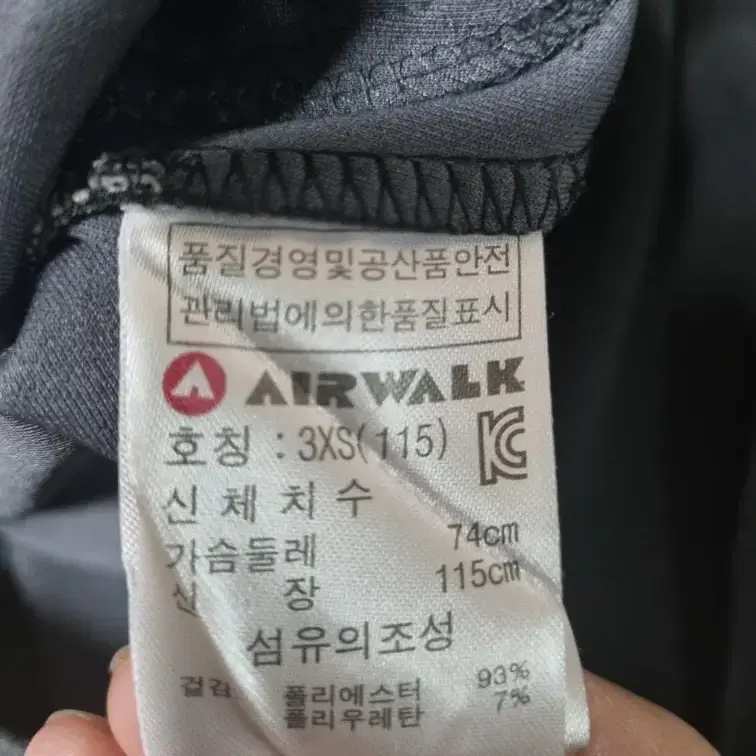 품질경영및공산품안전
관리법에의한품질표시
AIRWALK
호칭 : 3XS(115)
신체치수
가슴둘레 74cm
신장 115cm
섬유의조성
겉감 폴리에스터 93%
폴리우레탄 7%